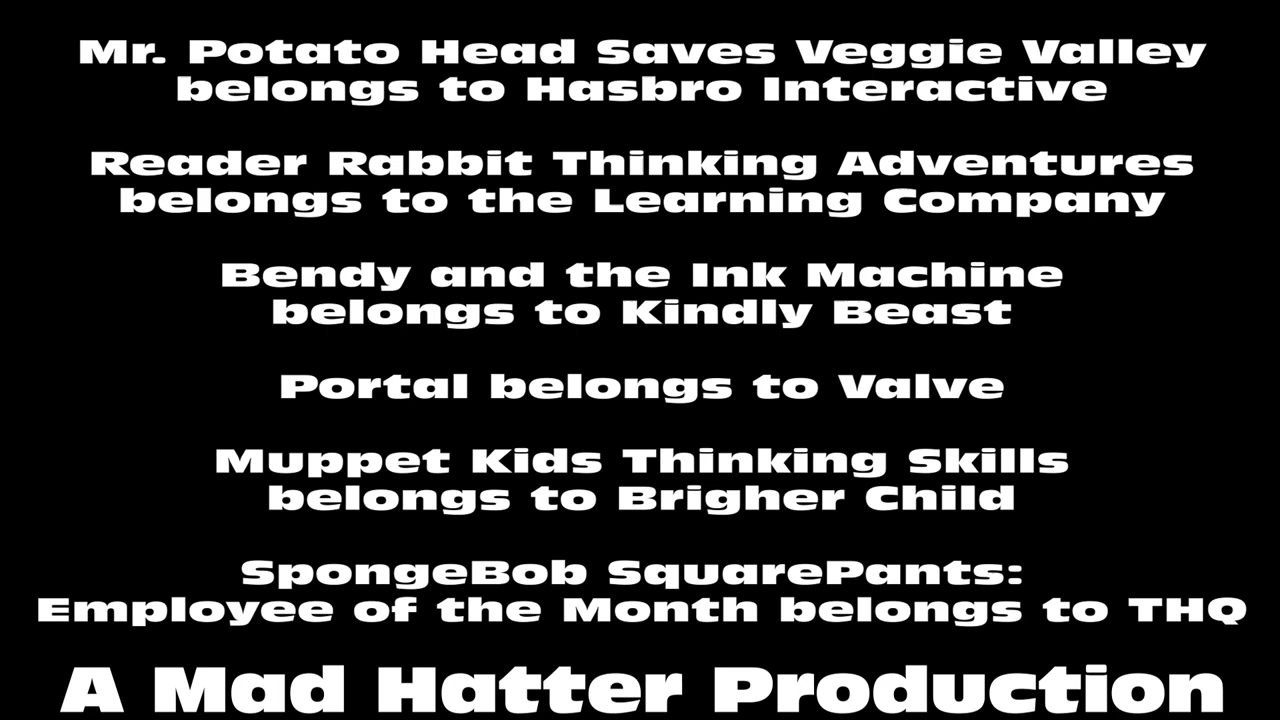 Mr. Potato Head Saves Veggie Valley
belongs to Hasbro Interactive
Reader Rabbit Thinking Adventures
belongs to the Learning Company
Bendy and the Ink Machine
belongs to Kindly Beast
Portal belongs to Valve
Muppet Kids Thinking Skills
belongs to Brigher Child
SpongeBob SquarePants:
Employee of the Month belongs to THQ
A Mad Hatter Production